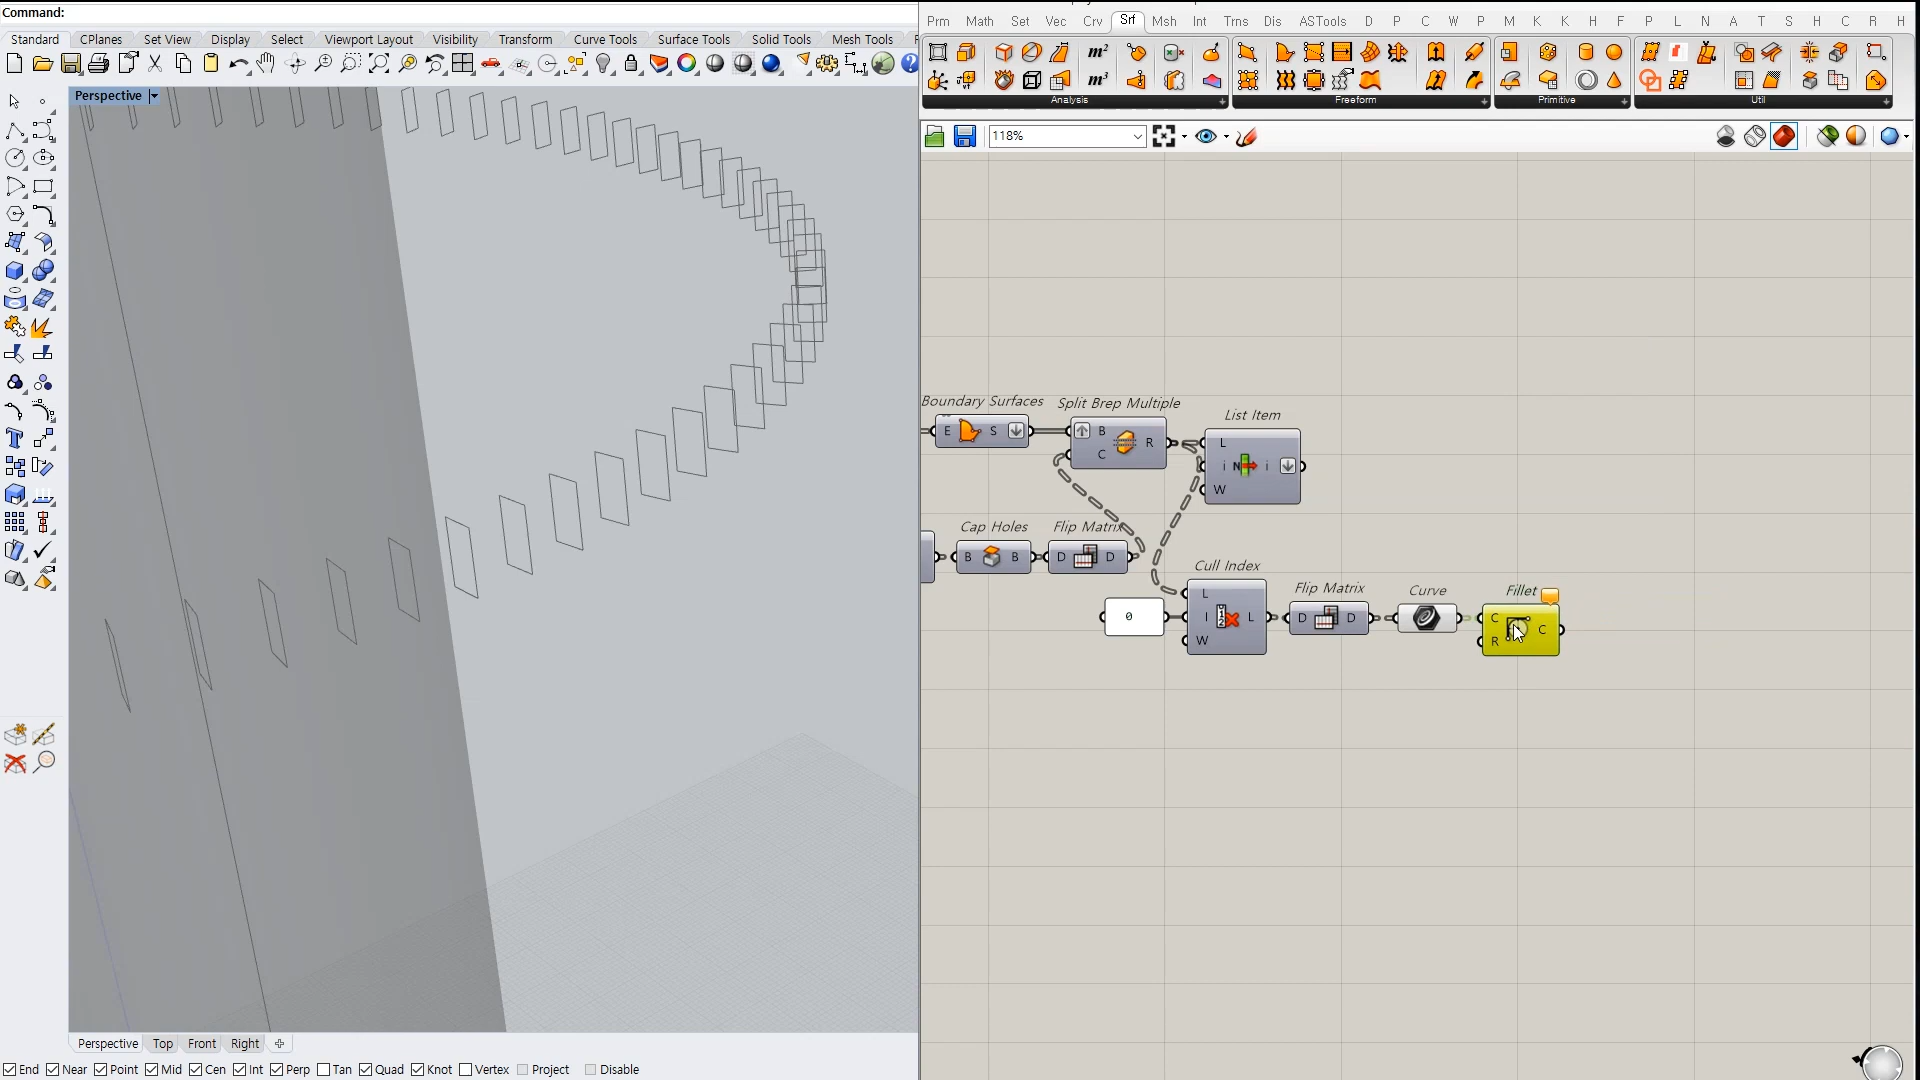 Command:
Standard CPlanes Set View Display Select Viewport Layout Visibility Transform Curve Tools Surface Tools Solid Tools Mesh Tools
Perspective
Prm Math Set Vec Crv Srf Msh Int Trns Dis ASTools D P C W P M K K H F P L N A T S H C R H
m² m³
Analysis Freeform Primitive Util
118%
Boundary Surfaces Split Brep Multiple List Item
E S B C R L i N i W
Cap Holes Flip Matrix
B B D D
Cull Index Flip Matrix Curve Fillet
0 L I W L D D C R C
Perspective Top Front Right
End Near Point Mid Cen Int Perp Tan Quad Knot Vertex Project Disable